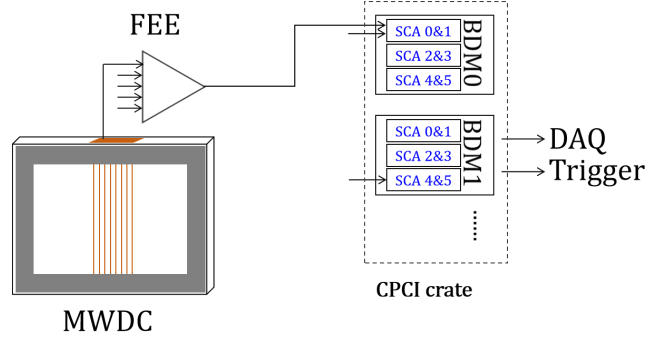 FEE
SCA 0&1
SCA 2&3
SCA 4&5
BDM0
SCA 0&1
SCA 2&3
SCA 4&5
BDM1
DAQ
Trigger
......
CPCI crate
MWDC